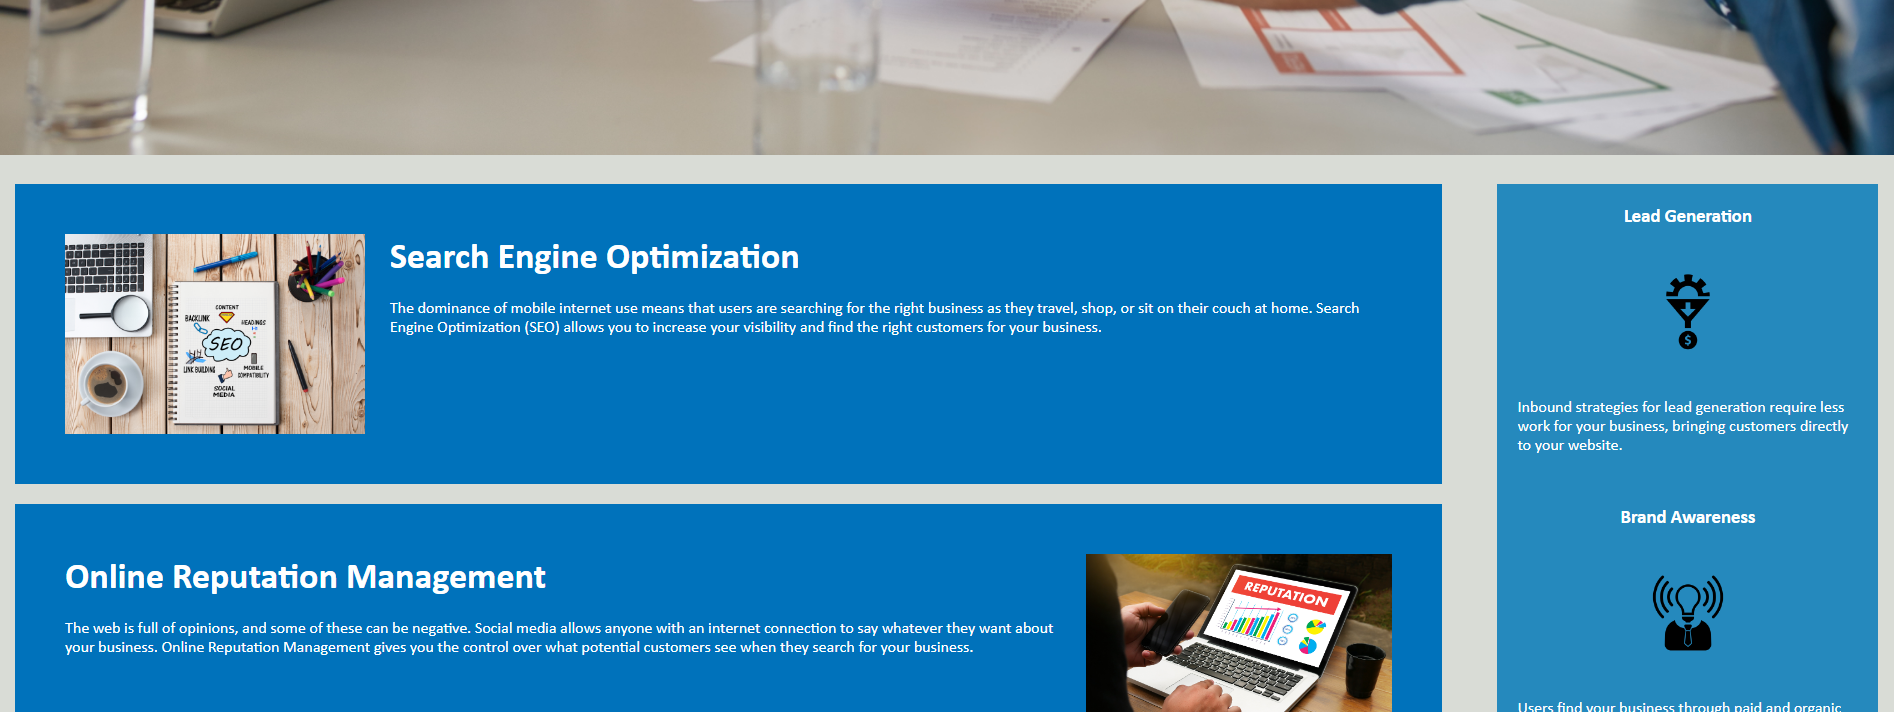 Search Engine Optimization
The dominance of mobile internet use means that users are searching for the right business as they travel, shop, or sit on their couch at home. Search
Engine Optimization (SEO) allows you to increase your visibility and find the right customers for your business.
CONTENT
BACKLINK
HEADINGS
SEO
LINK BUILDING
MOBILE
COMPATIBILITY
SOCIAL
MEDIA
Online Reputation Management
The web is full of opinions, and some of these can be negative. Social media allows anyone with an internet connection to say whatever they want about
your business. Online Reputation Management gives you the control over what potential customers see when they search for your business.
REPUTATION
Lead Generation
$
Inbound strategies for lead generation require less
work for your business, bringing customers directly
to your website.
Brand Awareness
Users find your business through paid and organic